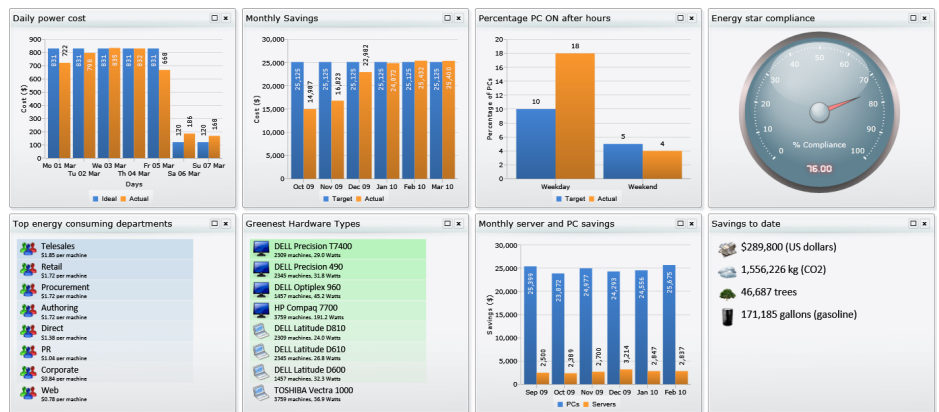 Daily power cost
Cost ($)
900
800
700
600
500
400
300
200
100
0
831 722 831 798 831 835 831 832 831 668 120 186 120 168
Mo 01 Mar We 03 Mar Fr 05 Mar Su 07 Mar
Tu 02 Mar Th 04 Mar Sa 06 Mar
Days
Ideal Actual
Monthly Savings
Cost ($)
30,000
25,000
20,000
15,000
10,000
5,000
0
25,125 14,987 25,125 16,823 25,125 22,982 25,125 24,872 25,125 25,125
Oct 09 Nov 09 Dec 09 Jan 10 Feb 10 Mar 10
Target Actual
Percentage PC ON after hours
Percentage of PCs
20
18
16
14
12
10
8
6
4
2
0
10 18 5 4
Weekday Weekend
Target Actual
Energy star compliance
0 10 20 30 40 50 60 70 80 90 100
% Compliance
76.00
Top energy consuming departments
Telesales
$1.85 per machine
Retail
$1.72 per machine
Procurement
$1.72 per machine
Authoring
$1.72 per machine
Direct
$1.38 per machine
PR
$1.04 per machine
Corporate
$0.84 per machine
Web
$0.78 per machine
Greenest Hardware Types
DELL Precision T7400
2309 machines, 29.0 Watts
DELL Precision 490
2345 machines, 31.8 Watts
DELL Optiplex 960
1457 machines, 45.2 Watts
HP Compaq 7700
3759 machines, 191.2 Watts
DELL Latitude D810
2309 machines, 24.0 Watts
DELL Latitude D610
2345 machines, 28.8 Watts
DELL Latitude D600
1457 machines, 32.3 Watts
TOSHIBA Vectra 1000
3759 machines, 36.9 Watts
Monthly server and PC savings
Savings ($)
30,000
25,000
20,000
15,000
10,000
5,000
0
25,399 2,500 23,872 2,389 24,977 2,700 24,293 3,214 24,556 2,847 25,675 2,837
Sep 09 Oct 09 Nov 09 Dec 09 Jan 10 Feb 10
PCs Servers
Savings to date
$289,800 (US dollars)
1,556,226 kg (CO2)
46,687 trees
171,185 gallons (gasoline)